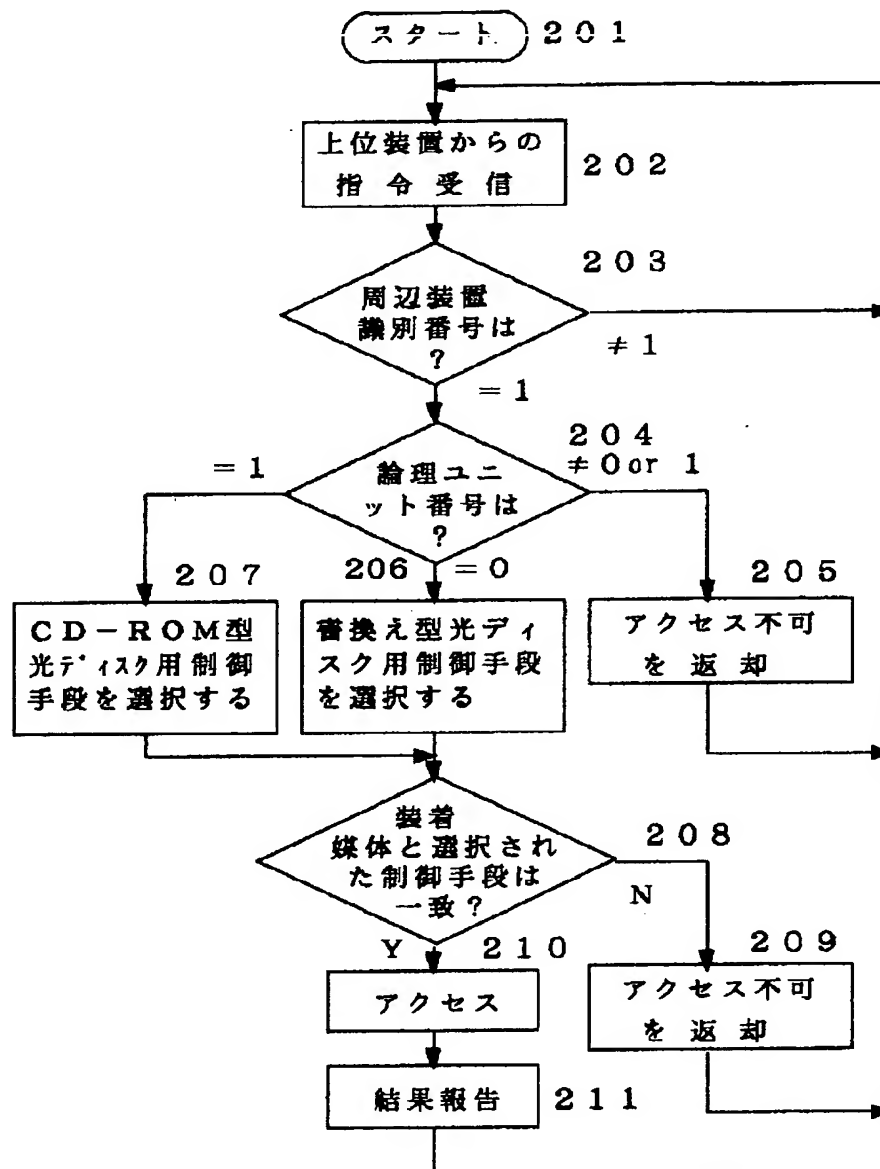 スタート 201
上位装置からの
指令受信
202
203
周辺装置
識別番号は
?
≠1
=1
204
≠0or 1
=1
論理ユニ
ット番号は
?
207
206
=0
205
CD-ROM型
光ディスク用制御
手段を選択する
書換え型光ディ
スク用制御手段
を選択する
アクセス不可
を返却
装着
媒体と選択され
た制御手段は
一致?
208
N
Y
210
209
アクセス
アクセス不可
を返却
結果報告
211